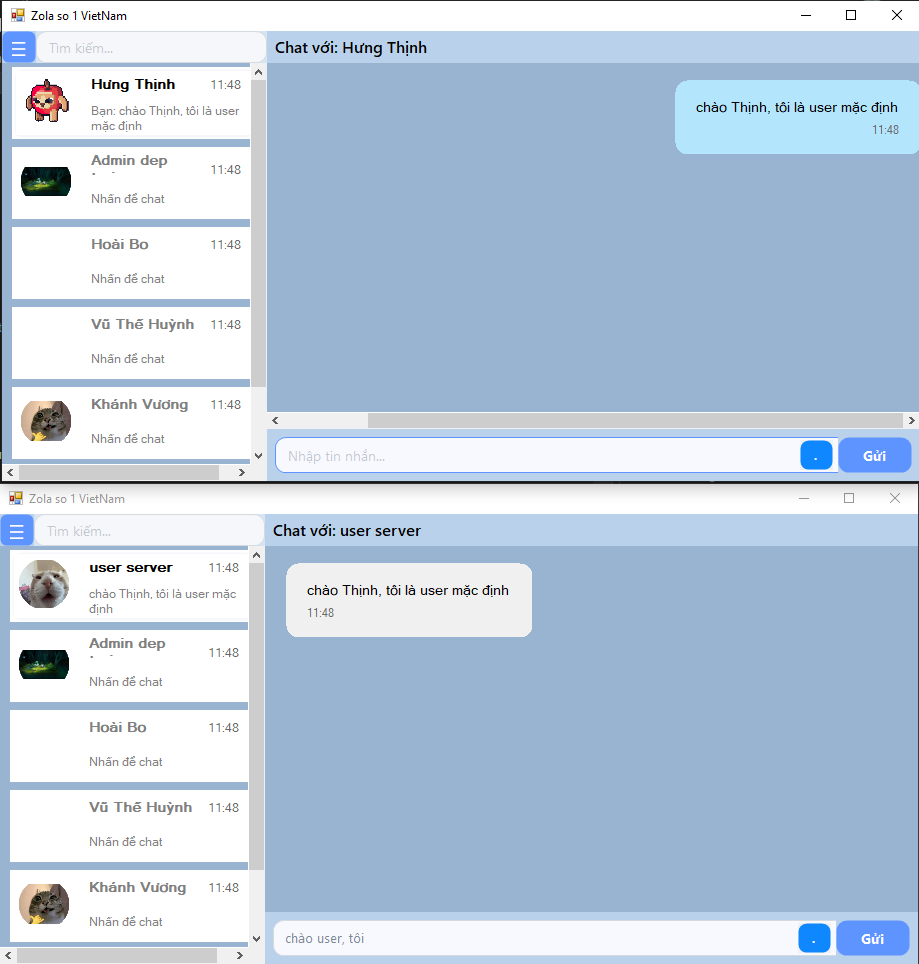 Zola so 1 VietNam
☰
Tìm kiếm...
Chat với: Hưng Thịnh
Hưng Thịnh
11:48
Bạn: chào Thịnh, tôi là user
mặc định
Admin dep
11:48
Nhấn để chat
Hoài Bo
11:48
Nhấn để chat
Vũ Thế Huỳnh
11:48
Nhấn để chat
Khánh Vương
11:48
Nhấn để chat
chào Thịnh, tôi là user mặc định
11:48
Nhập tin nhắn...
.
Gửi
Zola so 1 VietNam
☰
Tìm kiếm...
Chat với: user server
user server
11:48
chào Thịnh, tôi là user mặc
định
Admin dep
11:48
Nhấn để chat
Hoài Bo
11:48
Nhấn để chat
Vũ Thế Huỳnh
11:48
Nhấn để chat
Khánh Vương
11:48
Nhấn để chat
chào Thịnh, tôi là user mặc định
11:48
chào user, tôi
.
Gửi